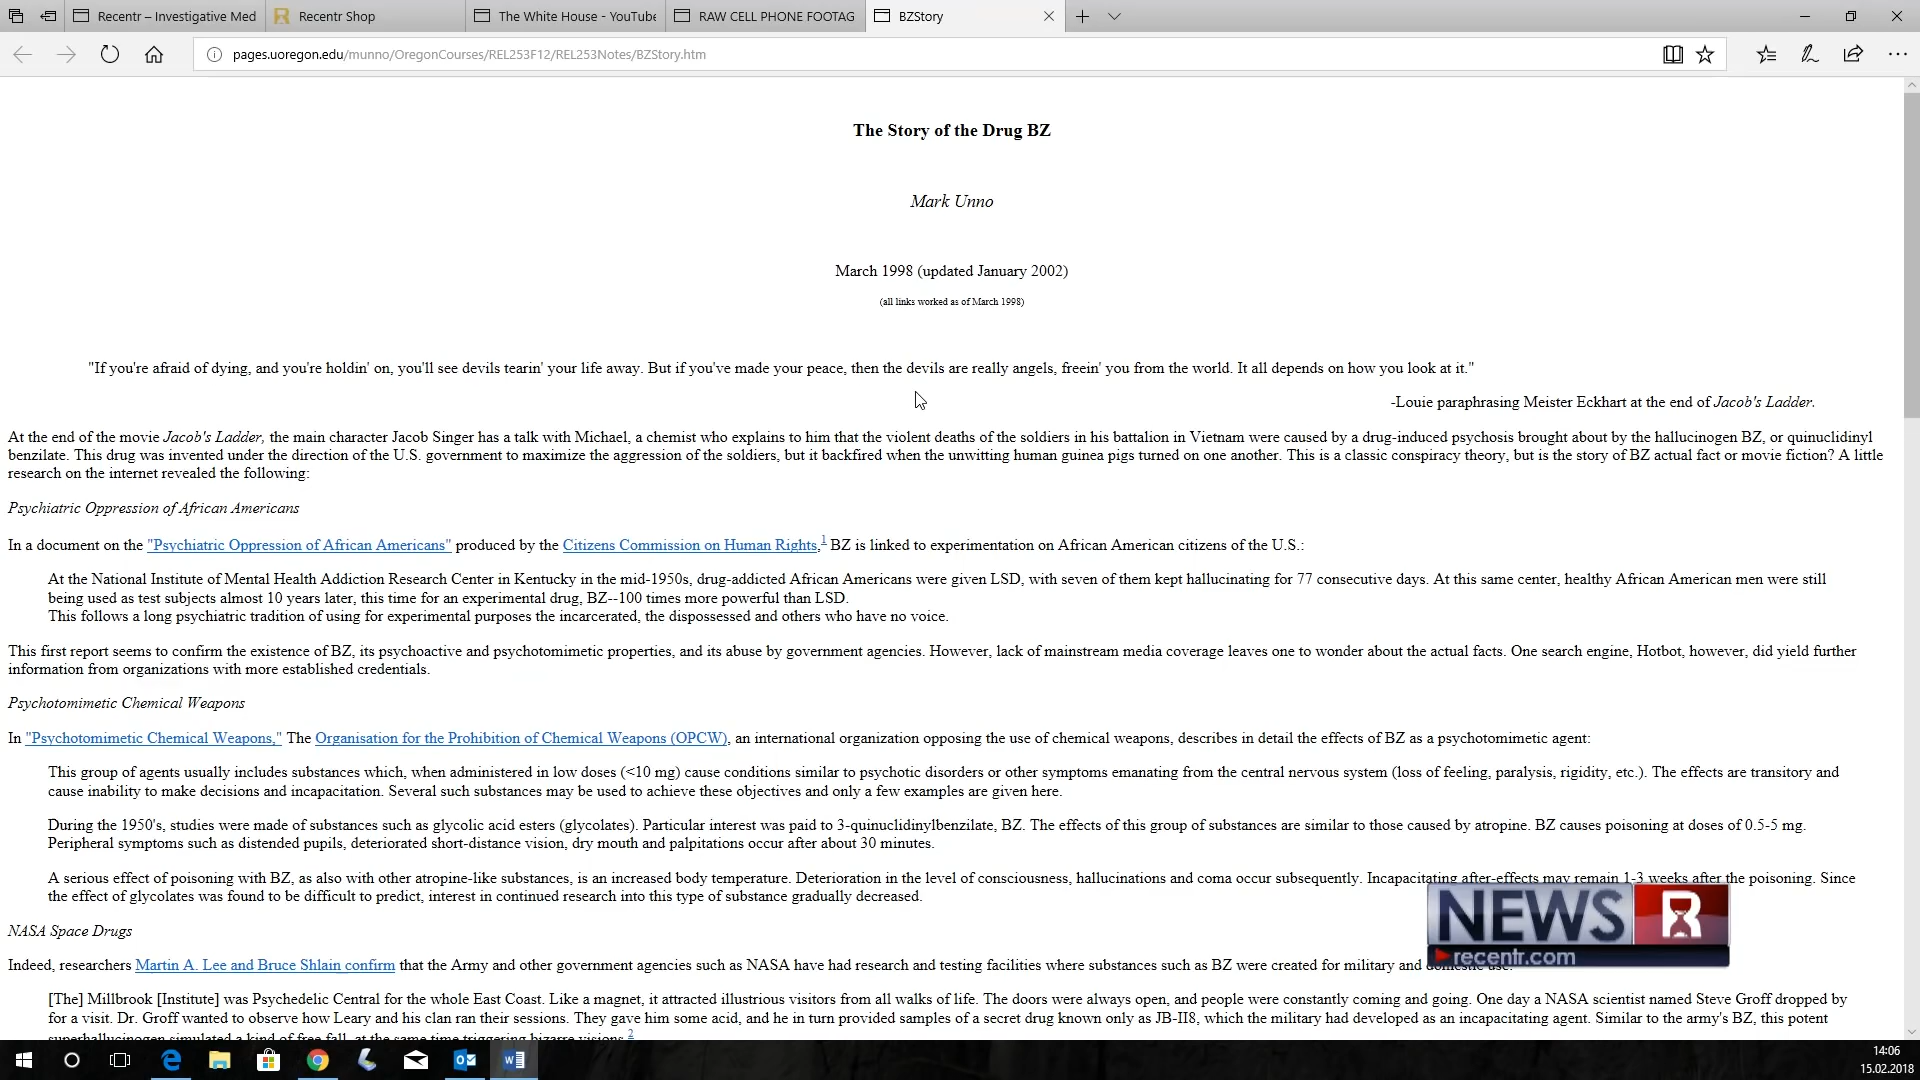 Recentr – Investigative Med
Recentr Shop
The White House - YouTube
RAW CELL PHONE FOOTAG
BZStory
pages.uoregon.edu/munno/OregonCourses/REL253F12/REL253Notes/BZStory.htm
The Story of the Drug BZ
Mark Unno
March 1998 (updated January 2002)
(all links worked as of March 1998)
"If you're afraid of dying, and you're holdin' on, you'll see devils tearin' your life away. But if you've made your peace, then the devils are really angels, freein' you from the world. It all depends on how you look at it."
-Louie paraphrasing Meister Eckhart at the end of Jacob's Ladder.
At the end of the movie Jacob's Ladder, the main character Jacob Singer has a talk with Michael, a chemist who explains to him that the violent deaths of the soldiers in his battalion in Vietnam were caused by a drug-induced psychosis brought about by the hallucinogen BZ, or quinuclidinyl
benzilate. This drug was invented under the direction of the U.S. government to maximize the aggression of the soldiers, but it backfired when the unwitting human guinea pigs turned on one another. This is a classic conspiracy theory, but is the story of BZ actual fact or movie fiction? A little
research on the internet revealed the following:
Psychiatric Oppression of African Americans
In a document on the "Psychiatric Oppression of African Americans" produced by the Citizens Commission on Human Rights,1 BZ is linked to experimentation on African American citizens of the U.S.:
At the National Institute of Mental Health Addiction Research Center in Kentucky in the mid-1950s, drug-addicted African Americans were given LSD, with seven of them kept hallucinating for 77 consecutive days. At this same center, healthy African American men were still
being used as test subjects almost 10 years later, this time for an experimental drug, BZ--100 times more powerful than LSD.
This follows a long psychiatric tradition of using for experimental purposes the incarcerated, the dispossessed and others who have no voice.
This first report seems to confirm the existence of BZ, its psychoactive and psychotomimetic properties, and its abuse by government agencies. However, lack of mainstream media coverage leaves one to wonder about the actual facts. One search engine, Hotbot, however, did yield further
information from organizations with more established credentials.
Psychotomimetic Chemical Weapons
In "Psychotomimetic Chemical Weapons," The Organisation for the Prohibition of Chemical Weapons (OPCW), an international organization opposing the use of chemical weapons, describes in detail the effects of BZ as a psychotomimetic agent:
This group of agents usually includes substances which, when administered in low doses (<10 mg) cause conditions similar to psychotic disorders or other symptoms emanating from the central nervous system (loss of feeling, paralysis, rigidity, etc.). The effects are transitory and
cause inability to make decisions and incapacitation. Several such substances may be used to achieve these objectives and only a few examples are given here.
During the 1950's, studies were made of substances such as glycolic acid esters (glycolates). Particular interest was paid to 3-quinuclidinylbenzilate, BZ. The effects of this group of substances are similar to those caused by atropine. BZ causes poisoning at doses of 0.5-5 mg.
Peripheral symptoms such as distended pupils, deteriorated short-distance vision, dry mouth and palpitations occur after about 30 minutes.
A serious effect of poisoning with BZ, as also with other atropine-like substances, is an increased body temperature. Deterioration in the level of consciousness, hallucinations and coma occur subsequently. Incapacitating after-effects may remain 1-3 weeks after the poisoning. Since
the effect of glycolates was found to be difficult to predict, interest in continued research into this type of substance gradually decreased.
NEWS R
recentr.com
NASA Space Drugs
Indeed, researchers Martin A. Lee and Bruce Shlain confirm that the Army and other government agencies such as NASA have had research and testing facilities where substances such as BZ were created for military and domestic use.
[The] Millbrook [Institute] was Psychedelic Central for the whole East Coast. Like a magnet, it attracted illustrious visitors from all walks of life. The doors were always open, and people were constantly coming and going. One day a NASA scientist named Steve Groff dropped by
for a visit. Dr. Groff wanted to observe how Leary and his clan ran their sessions. They gave him some acid, and he in turn provided samples of a secret drug known only as JB-II8, which the military had developed as an incapacitating agent. Similar to the army's BZ, this potent
superhallucinogen simulated a kind of free fall, at the same time triggering bizarre visions.2
14:06
15.02.2018